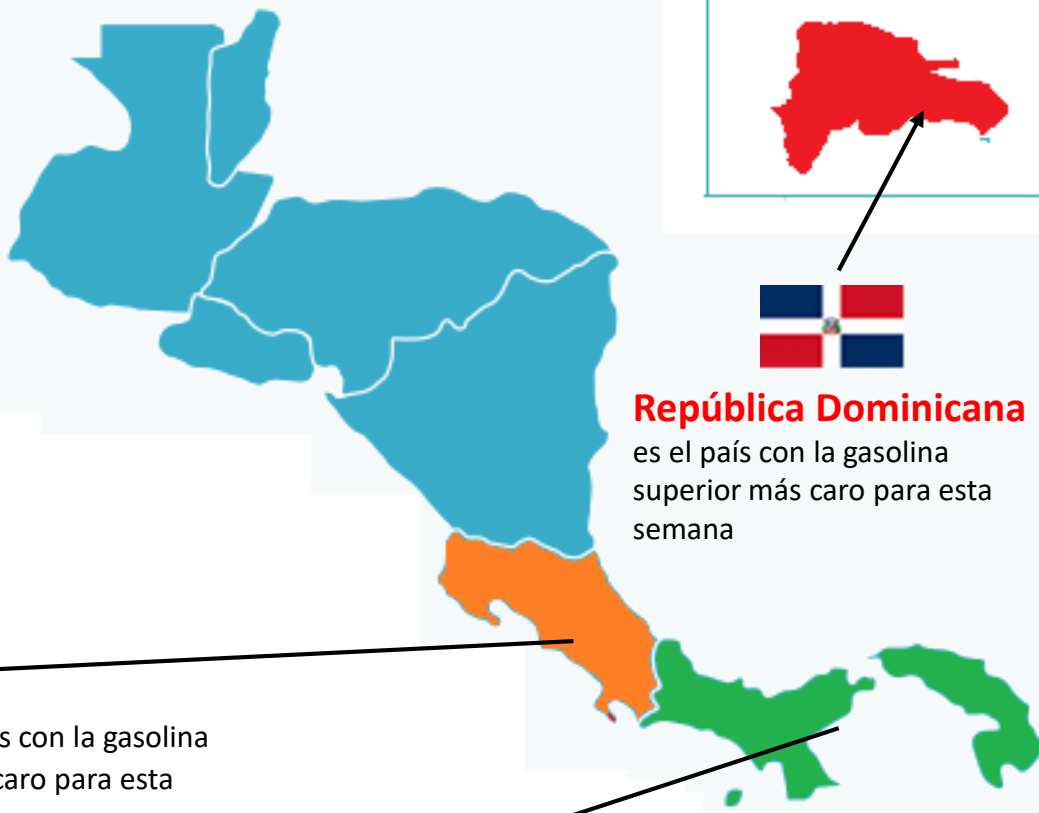 República Dominicana
es el país con la gasolina
superior más caro para esta
semana
con la gasolina
caro para esta